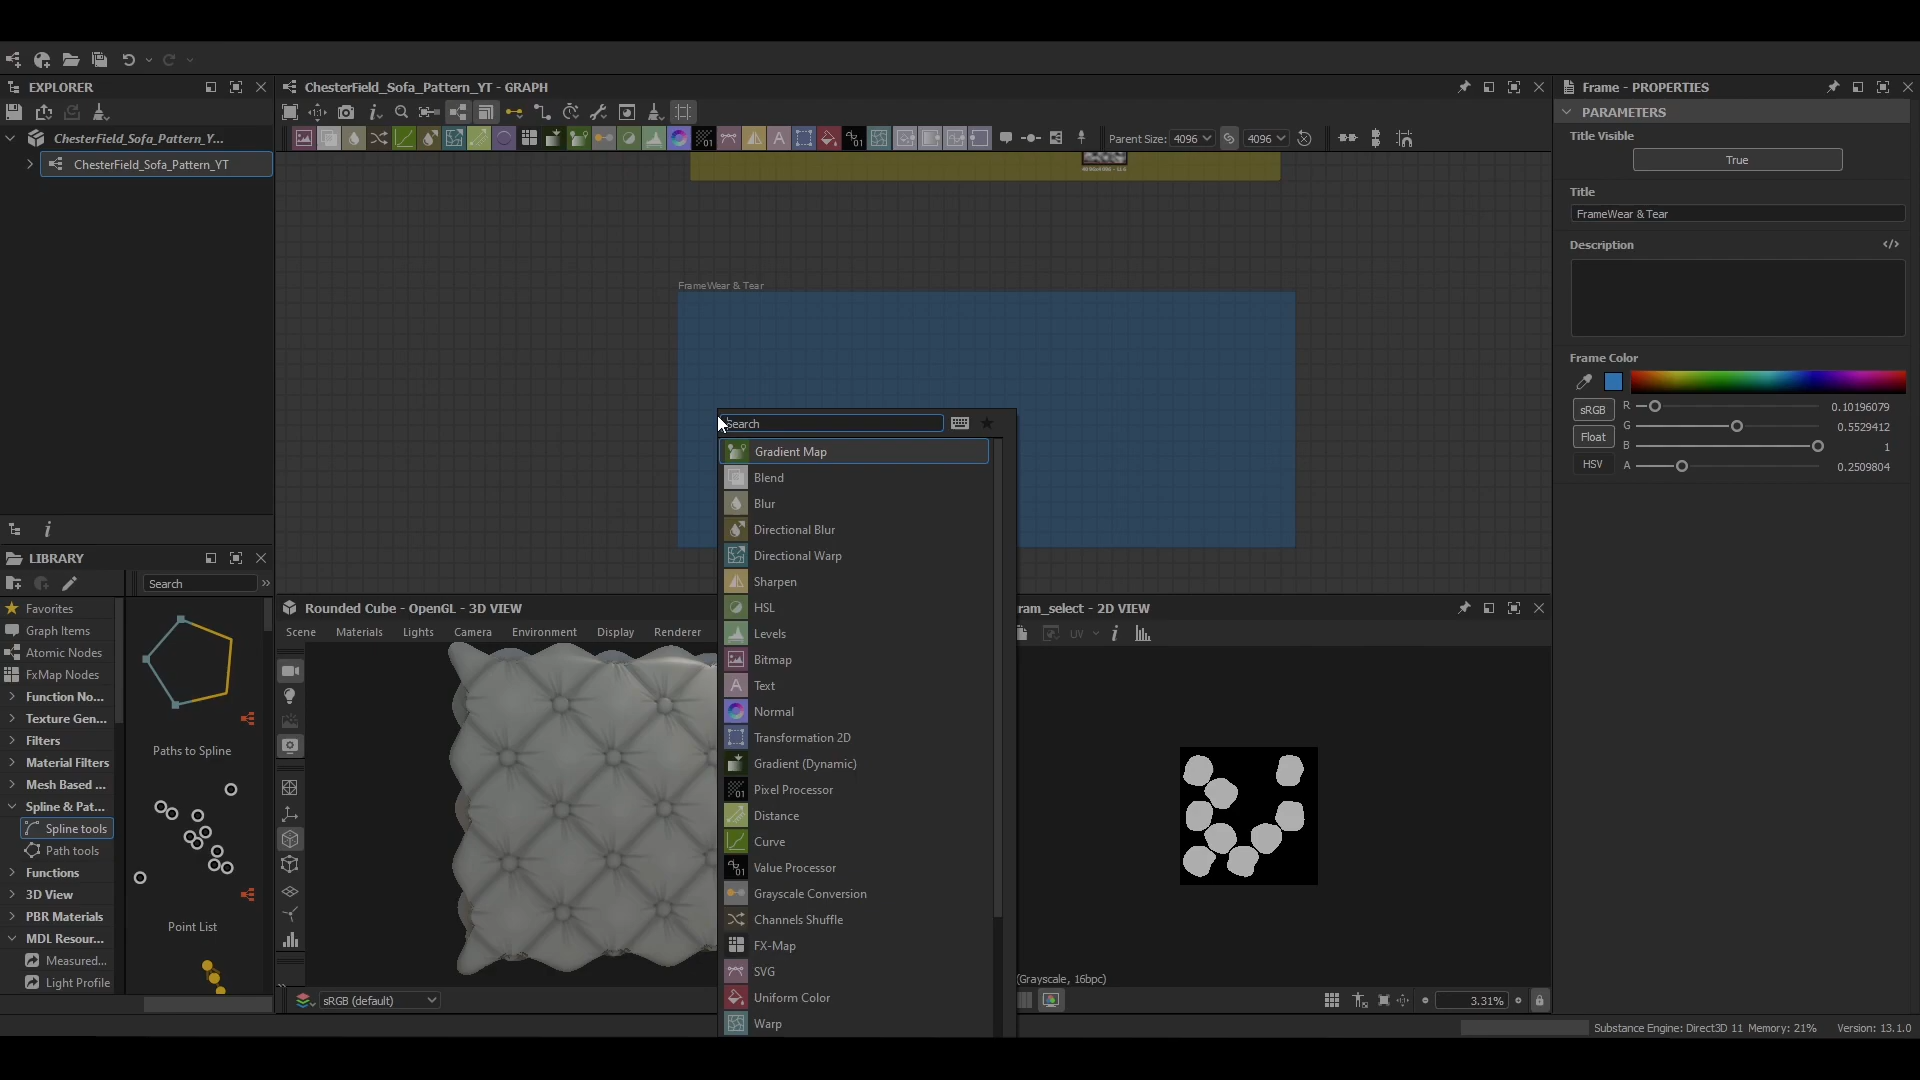 EXPLORER
ChesterField_Sofa_Pattern_Y...
ChesterField_Sofa_Pattern_YT
ChesterField_Sofa_Pattern_YT - GRAPH
Parent Size: 4096
4096
FrameWear & Tear
Search
Gradient Map
Blend
Blur
Directional Blur
Directional Warp
Sharpen
HSL
Levels
Bitmap
Text
Normal
Transformation 2D
Gradient (Dynamic)
Pixel Processor
Distance
Curve
Value Processor
Grayscale Conversion
Channels Shuffle
FX-Map
SVG
Uniform Color
Warp
Frame - PROPERTIES
PARAMETERS
Title Visible
True
Title
FrameWear & Tear
Description
Frame Color
sRGB
Float
HSV
R 0.10196079
G 0.5529412
B 1
A 0.2509804
LIBRARY
Search
Favorites
Graph Items
Atomic Nodes
FxMap Nodes
Function No...
Texture Gen...
Filters
Material Filters
Mesh Based ...
Spline & Pat...
Spline tools
Path tools
Functions
3D View
PBR Materials
MDL Resour...
Measured...
Light Profile
Paths to Spline
Point List
Rounded Cube - OpenGL - 3D VIEW
Scene Materials Lights Camera Environment Display Renderer
sRGB (default)
ram_select - 2D VIEW
UV
(Grayscale, 16bpc)
3.31%
Substance Engine: Direct3D 11 Memory: 21% Version: 13.1.0